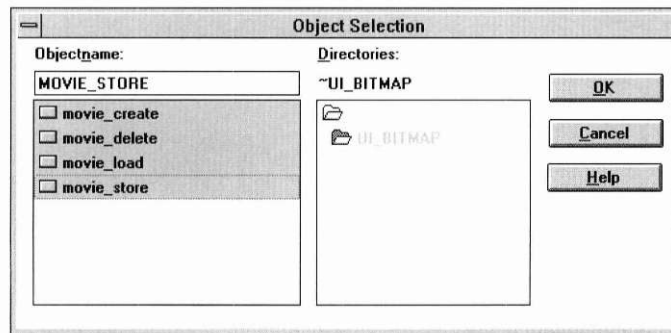 Object Selection
Objectname:
MOVIE_STORE
movie_create
movie_delete
movie_load
movie_store
Directories:
~UI_BITMAP
UI_BITMAP
OK
Cancel
Help